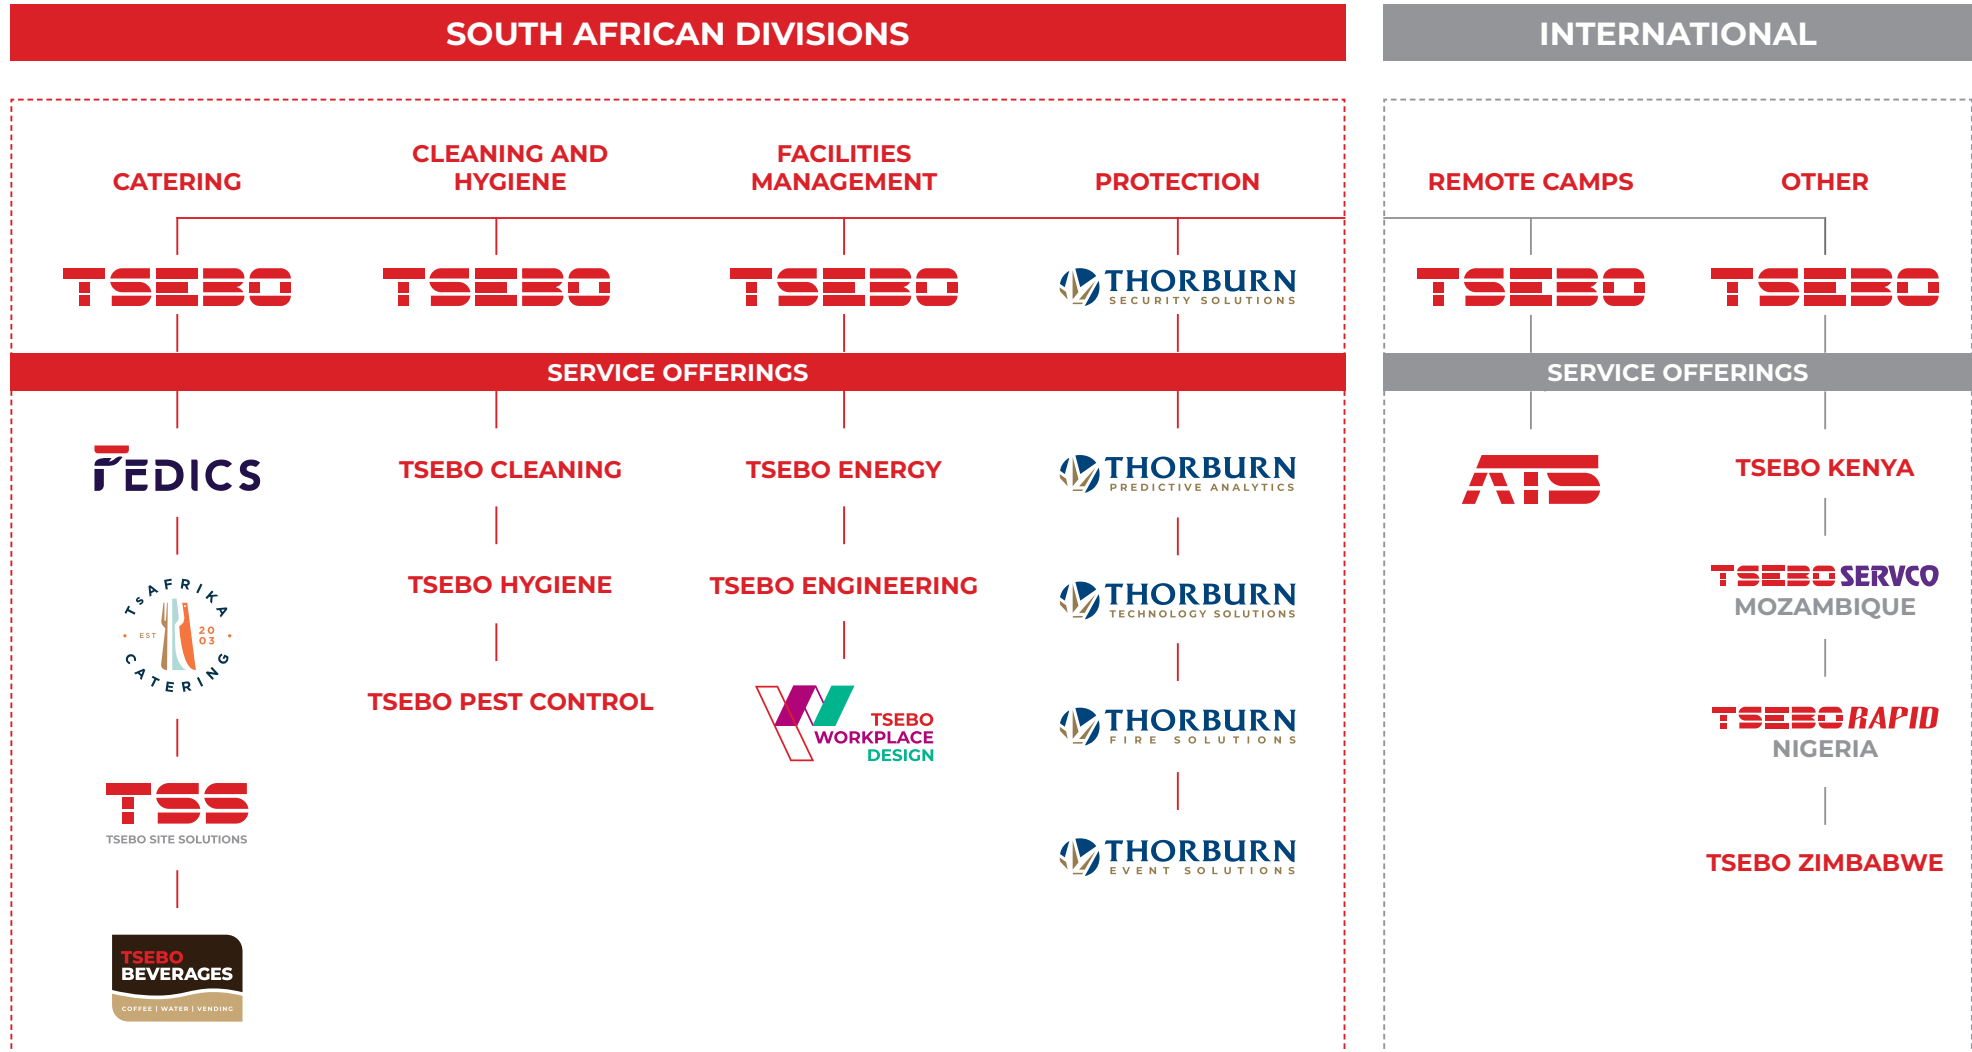 SOUTH AFRICAN DIVISIONS
INTERNATIONAL
CATERING
CLEANING AND
HYGIENE
FACILITIES
MANAGEMENT
PROTECTION
REMOTE CAMPS
OTHER
TSEBO
TSEBO
TSEBO
THORBURN
SECURITY SOLUTIONS
TSEBO
TSEBO
SERVICE OFFERINGS
SERVICE OFFERINGS
FEDICS
TsAFRIKA
EST
20
03
CATERING
TSS
TSEBO SITE SOLUTIONS
TSEBO
BEVERAGES
COFFEE | WATER | VENDING
TSEBO CLEANING
TSEBO HYGIENE
TSEBO PEST CONTROL
TSEBO ENERGY
TSEBO ENGINEERING
TSEBO
WORKPLACE
DESIGN
THORBURN
PREDICTIVE ANALYTICS
THORBURN
TECHNOLOGY SOLUTIONS
THORBURN
FIRE SOLUTIONS
THORBURN
EVENT SOLUTIONS
ATS
TSEBO KENYA
TSEBO SERVCO
MOZAMBIQUE
TSEBO RAPID
NIGERIA
TSEBO ZIMBABWE